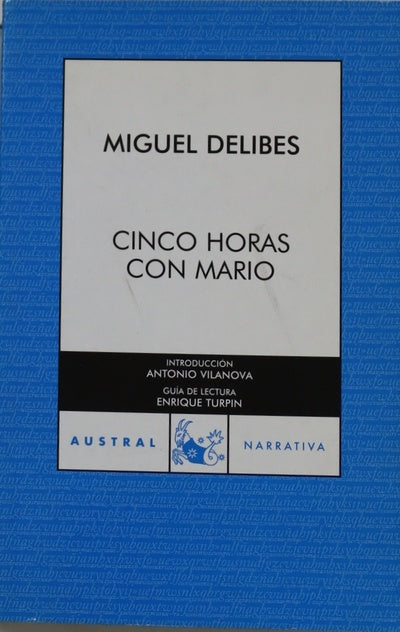 MIGUEL DELIBES
CINCO HORAS
CON MARIO
INTRODUCCIÓN
ANTONIO VILANOVA
GUÍA DE LECTURA
ENRIQUE TURPIN
AUSTRAL
NARRATIVA